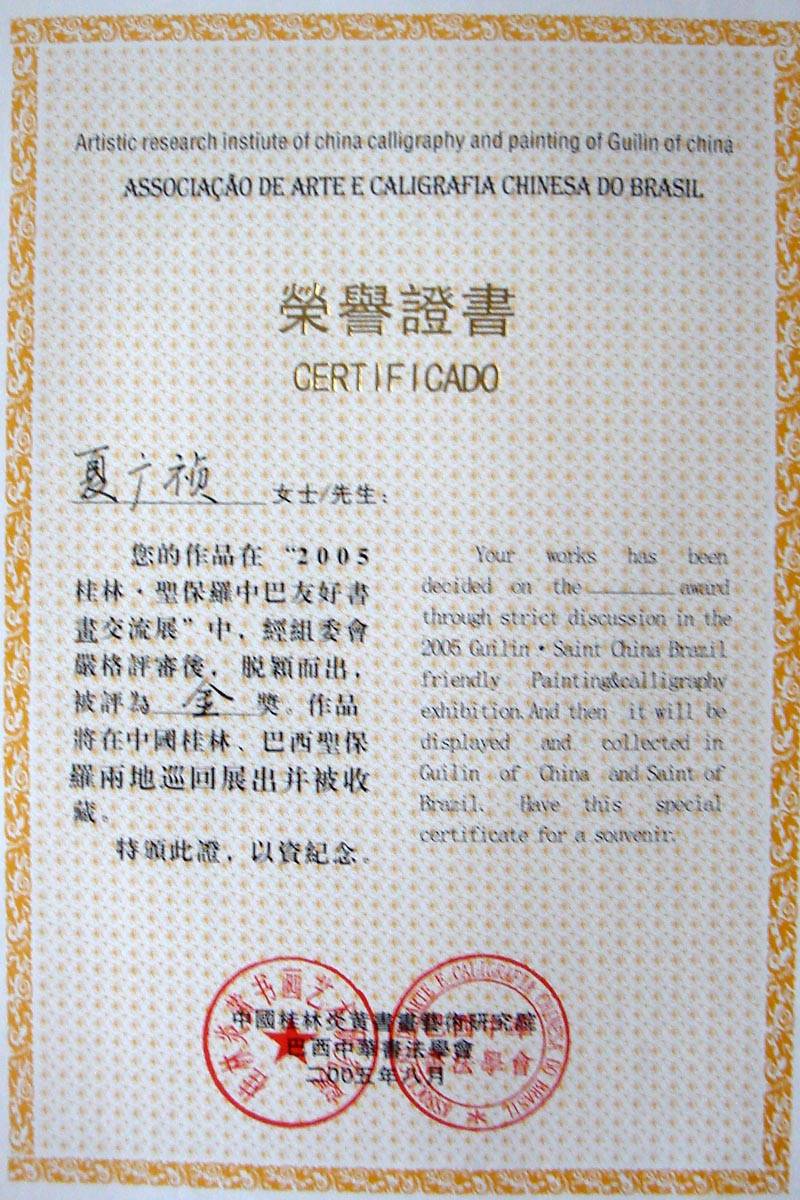 Artistic research instiute of china calligraphy and painting of Guilin of china
ASSOCIAÇÃO DE ARTE E CALIGRAFIA CHINESA DO BRASIL
榮譽證書
CERTIFICADO
夏广祯 女士/先生：
您的作品在“2005
桂林·聖保羅中巴友好書
畫交流展”中，經組委會
嚴格評審後，脱穎而出，
被評為 金 獎。作品
將在中國桂林、巴西聖保
羅兩地巡回展出并被收
藏。
特頒此證，以資紀念。
Your works has been
decided on the award
through strict discussion in the
2005 Guilin·Saint China Brazil
friendly Painting&calligraphy
exhibition.And then it will be
displayed and collected in
Guilin of China and Saint of
Brazil. Have this special
certificate for a souvenir.
中國桂林炎黄書畫藝術研究院
巴西中華書法學會
二00五年八月